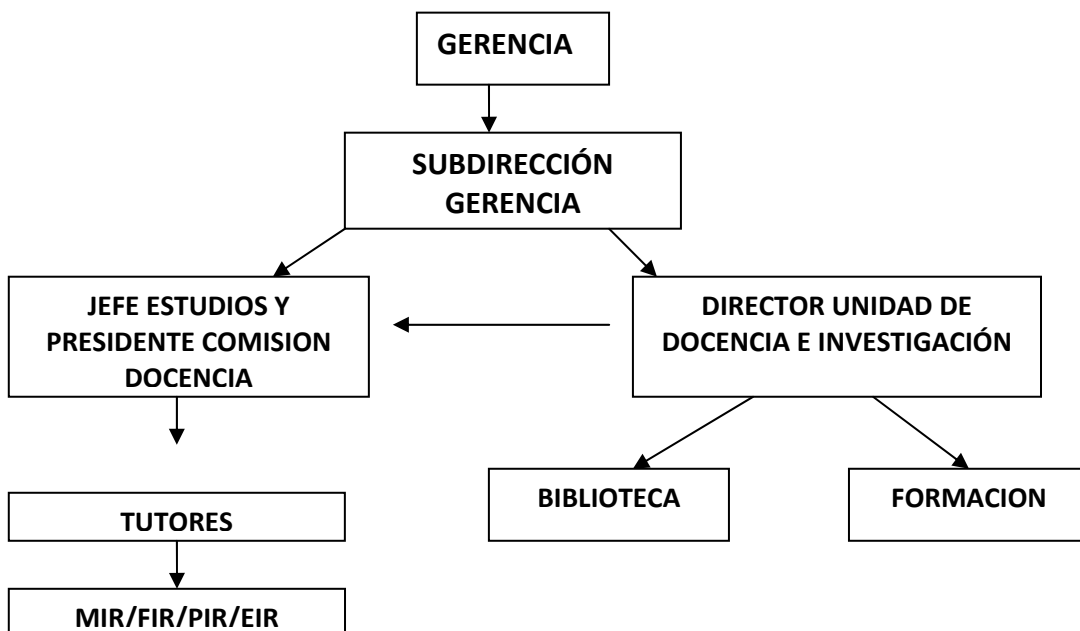 GERENCIA
SUBDIRECCIÓN
GERENCIA
JEFE ESTUDIOS Y
PRESIDENTE COMISION
DOCENCIA
DIRECTOR UNIDAD DE
DOCENCIA E INVESTIGACIÓN
BIBLIOTECA
FORMACION
TUTORES
MIR/FIR/PIR/EIR